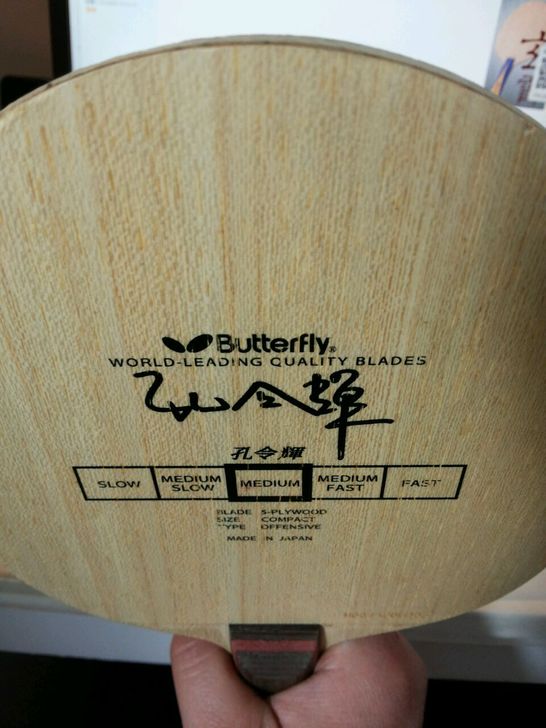 Butterfly®
WORLD-LEADING QUALITY BLADES
孔令輝
孔令輝
SLOW MEDIUM SLOW MEDIUM MEDIUM FAST FAST
BLADE 5-PLYWOOD
SIZE COMPACT
TYPE OFFENSIVE
MADE IN JAPAN